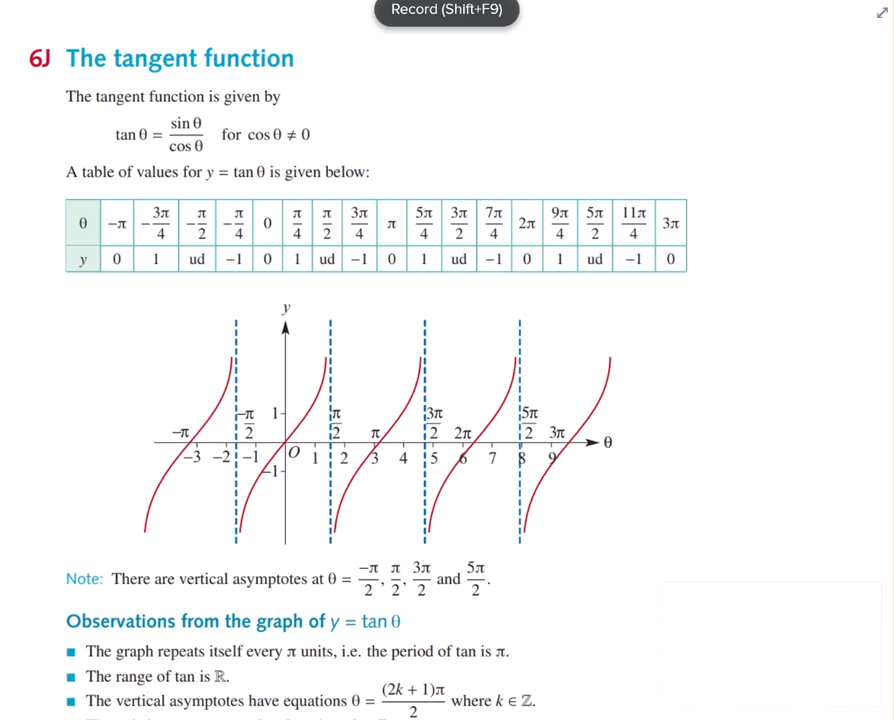 Record (Shift+F9)
6J The tangent function
The tangent function is given by
tan θ = sin θ / cos θ for cos θ ≠ 0
A table of values for y = tan θ is given below:
θ −π −3π/4 −π/2 −π/4 0 π/4 π/2 3π/4 π 5π/4 3π/2 7π/4 2π 9π/4 5π/2 11π/4 3π
y 0 1 ud −1 0 1 ud −1 0 1 ud −1 0 1 ud −1 0
y
1
−π −π/2 π/2 π 3π/2 2π 5π/2 3π
θ
−3 −2 −1 O 1 2 3 4 5 6 7 8 9
−1
Note: There are vertical asymptotes at θ = −π/2, π/2, 3π/2 and 5π/2.
Observations from the graph of y = tan θ
■ The graph repeats itself every π units, i.e. the period of tan is π.
■ The range of tan is ℝ.
■ The vertical asymptotes have equations θ = (2k + 1)π / 2 where k ∈ ℤ.